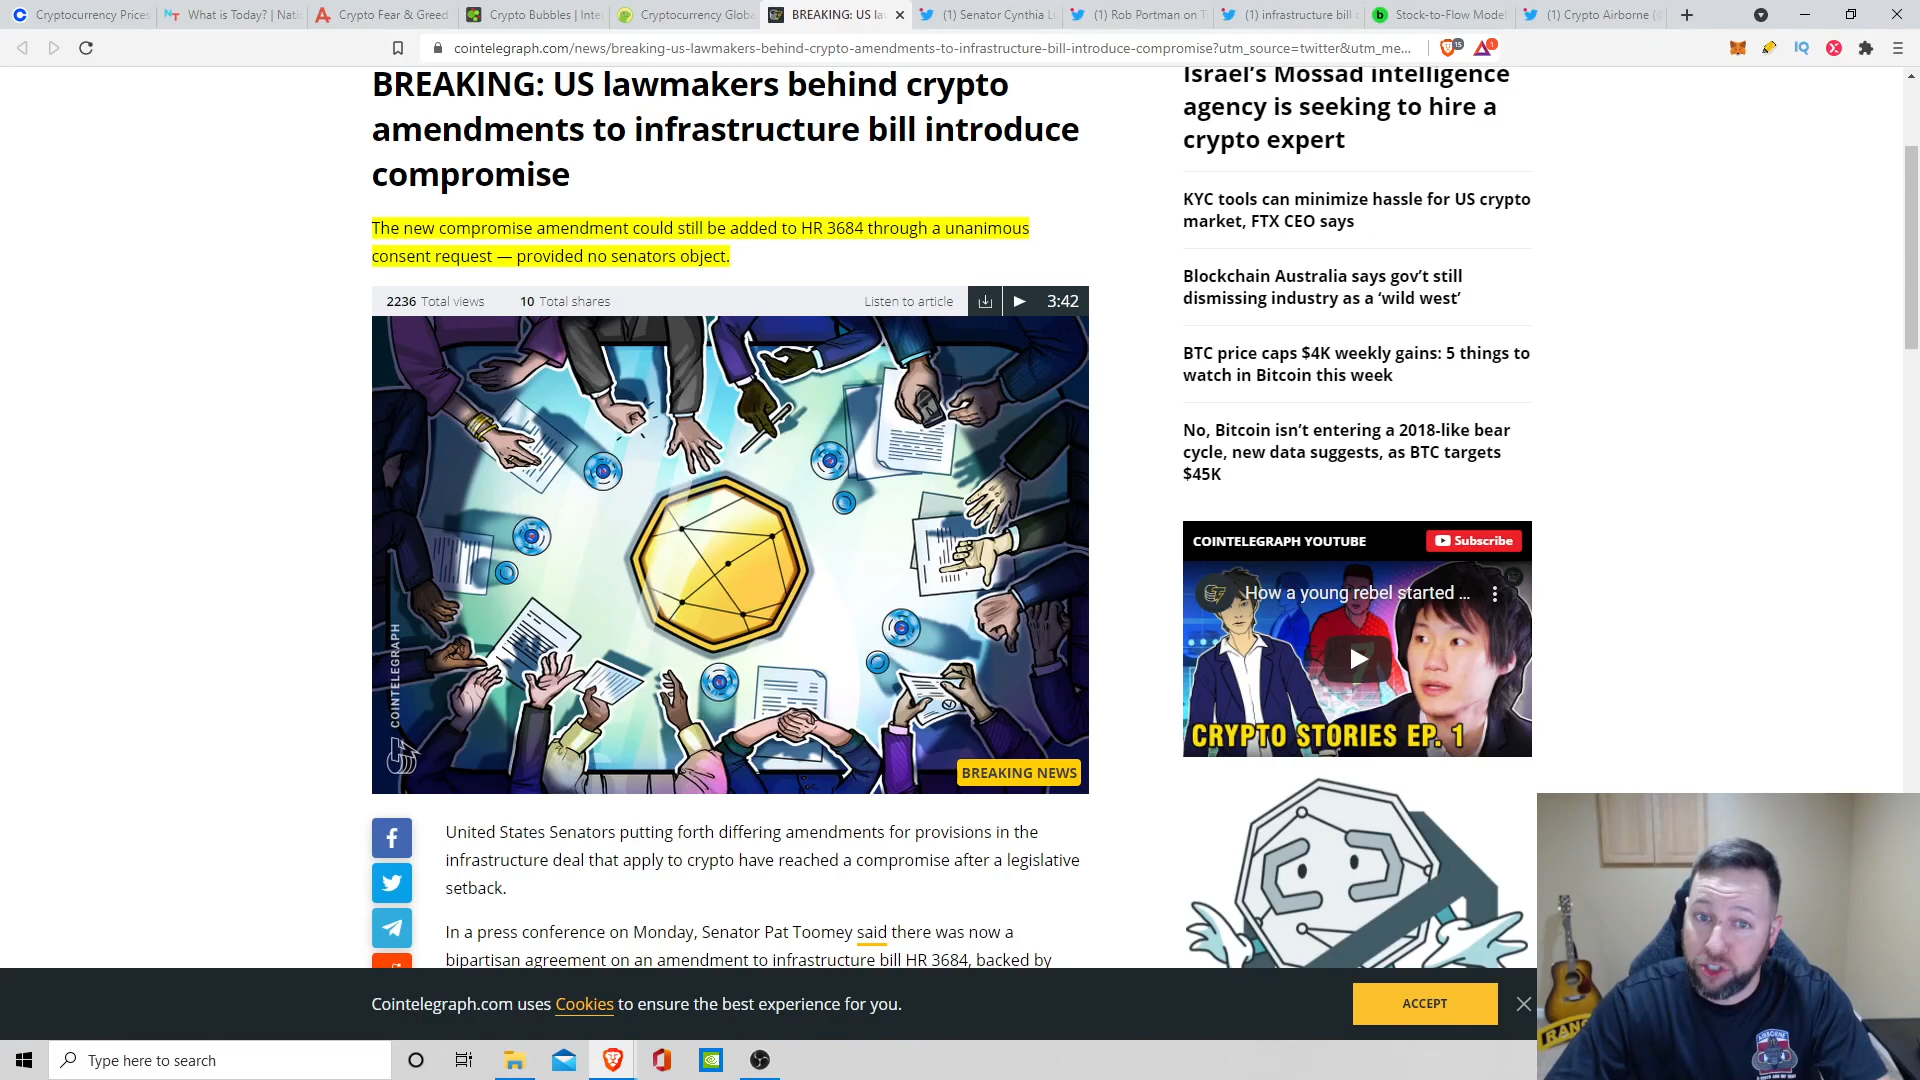 Cryptocurrency Prices
What is Today? | Nati
Crypto Fear & Greed
Crypto Bubbles | Inte
Cryptocurrency Globa
BREAKING: US la
(1) Senator Cynthia L
(1) Rob Portman on T
(1) infrastructure bill
Stock-to-Flow Model
(1) Crypto Airborne (
cointelegraph.com/news/breaking-us-lawmakers-behind-crypto-amendments-to-infrastructure-bill-introduce-compromise?utm_source=twitter&utm_me...
15
1
IQ
BREAKING: US lawmakers behind crypto
amendments to infrastructure bill introduce
compromise
The new compromise amendment could still be added to HR 3684 through a unanimous
consent request — provided no senators object.
2236 Total views
10 Total shares
Listen to article
3:42
COINTELEGRAPH
BREAKING NEWS
United States Senators putting forth differing amendments for provisions in the
infrastructure deal that apply to crypto have reached a compromise after a legislative
setback.
In a press conference on Monday, Senator Pat Toomey said there was now a
bipartisan agreement on an amendment to infrastructure bill HR 3684, backed by
Israel's Mossad intelligence
agency is seeking to hire a
crypto expert
KYC tools can minimize hassle for US crypto
market, FTX CEO says
Blockchain Australia says gov't still
dismissing industry as a 'wild west'
BTC price caps $4K weekly gains: 5 things to
watch in Bitcoin this week
No, Bitcoin isn't entering a 2018-like bear
cycle, new data suggests, as BTC targets
$45K
COINTELEGRAPH YOUTUBE
Subscribe
How a young rebel started ...
CRYPTO STORIES EP. 1
Cointelegraph.com uses Cookies to ensure the best experience for you.
ACCEPT
AIRBORNE
Type here to search